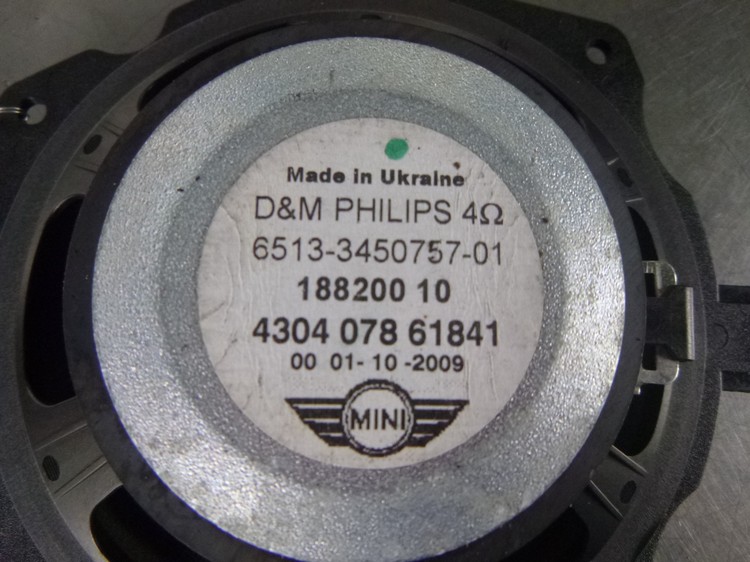 Made in Ukraine
D&M PHILIPS 4Ω
6513-3450757-01
188200 10
4304 078 61841
00 01-10-2009
MINI